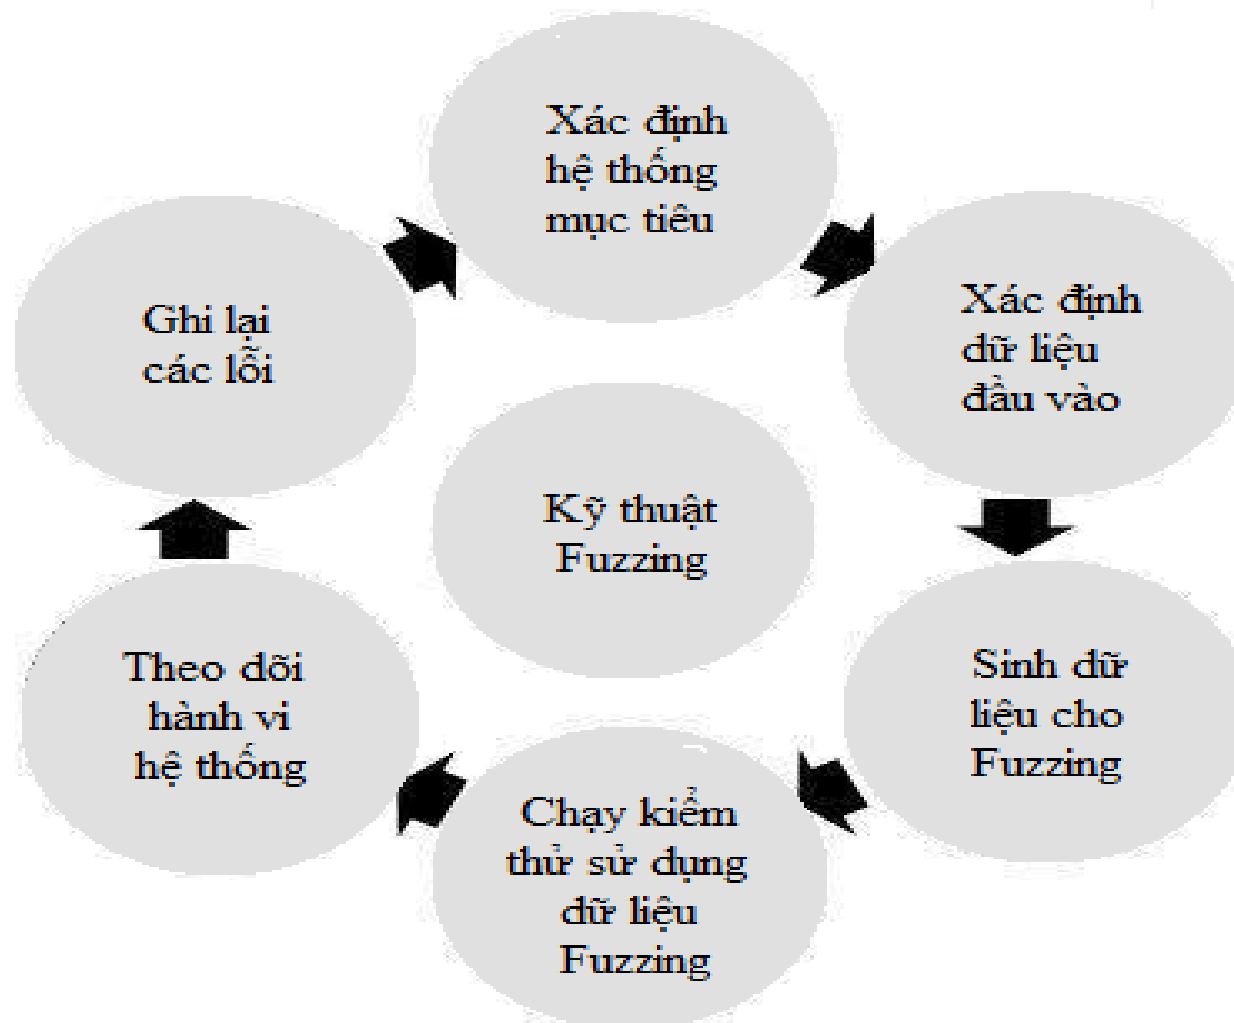 Xác định
hệ thống
mục tiêu
Xác định
dữ liệu
đầu vào
Sinh dữ
liệu cho
Fuzzing
Chạy kiểm
thử sử dụng
dữ liệu
Fuzzing
Theo dõi
hành vi
hệ thống
Ghi lại
các lỗi
Kỹ thuật
Fuzzing